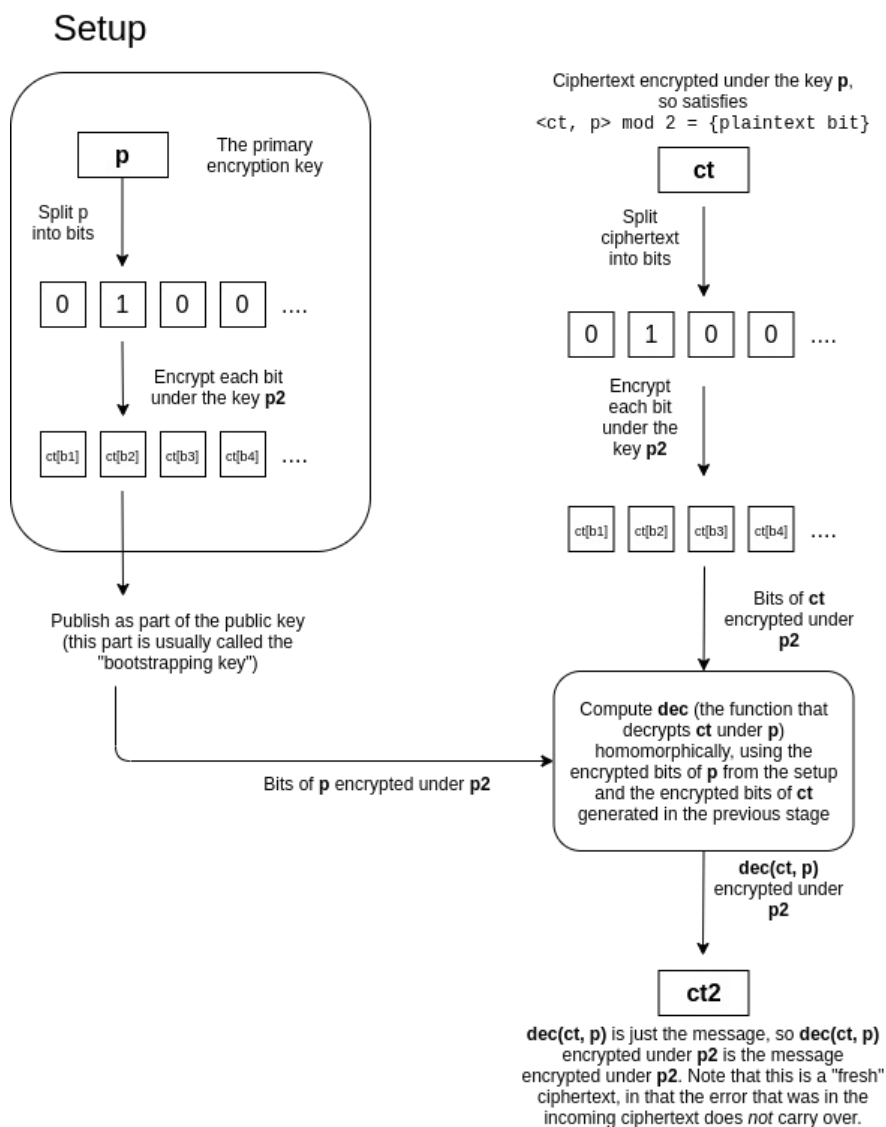 Setup
p
The primary
encryption key
Split p
into bits
0 1 0 0 ....
Encrypt each bit
under the key p2
ct[b1] ct[b2] ct[b3] ct[b4] ....
Publish as part of the public key
(this part is usually called the
"bootstrapping key")
Bits of p encrypted under p2
Ciphertext encrypted under the key p,
so satisfies
<ct, p> mod 2 = {plaintext bit}
ct
Split
ciphertext
into bits
0 1 0 0 ....
Encrypt
each bit
under the
key p2
ct[b1] ct[b2] ct[b3] ct[b4] ....
Bits of ct
encrypted under
p2
Compute dec (the function that
decrypts ct under p)
homomorphically, using the
encrypted bits of p from the setup
and the encrypted bits of ct
generated in the previous stage
dec(ct, p)
encrypted under
p2
ct2
dec(ct, p) is just the message, so dec(ct, p)
encrypted under p2 is the message
encrypted under p2. Note that this is a "fresh"
ciphertext, in that the error that was in the
incoming ciphertext does not carry over.